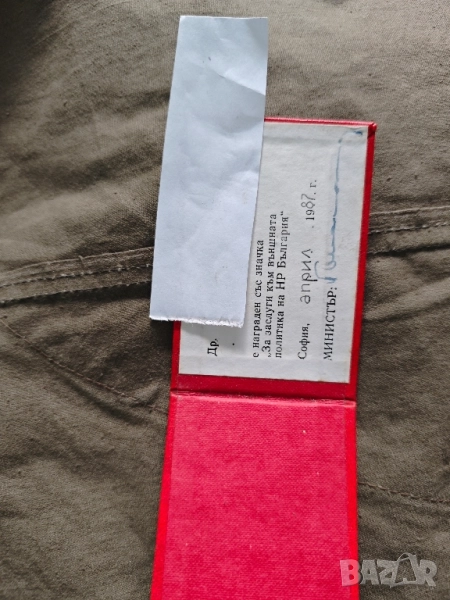 Др.
е награден със значка
„За заслуги към външната
политика на НР България“
София, април 1987 г.
МИНИСТЪР:
BAZAR